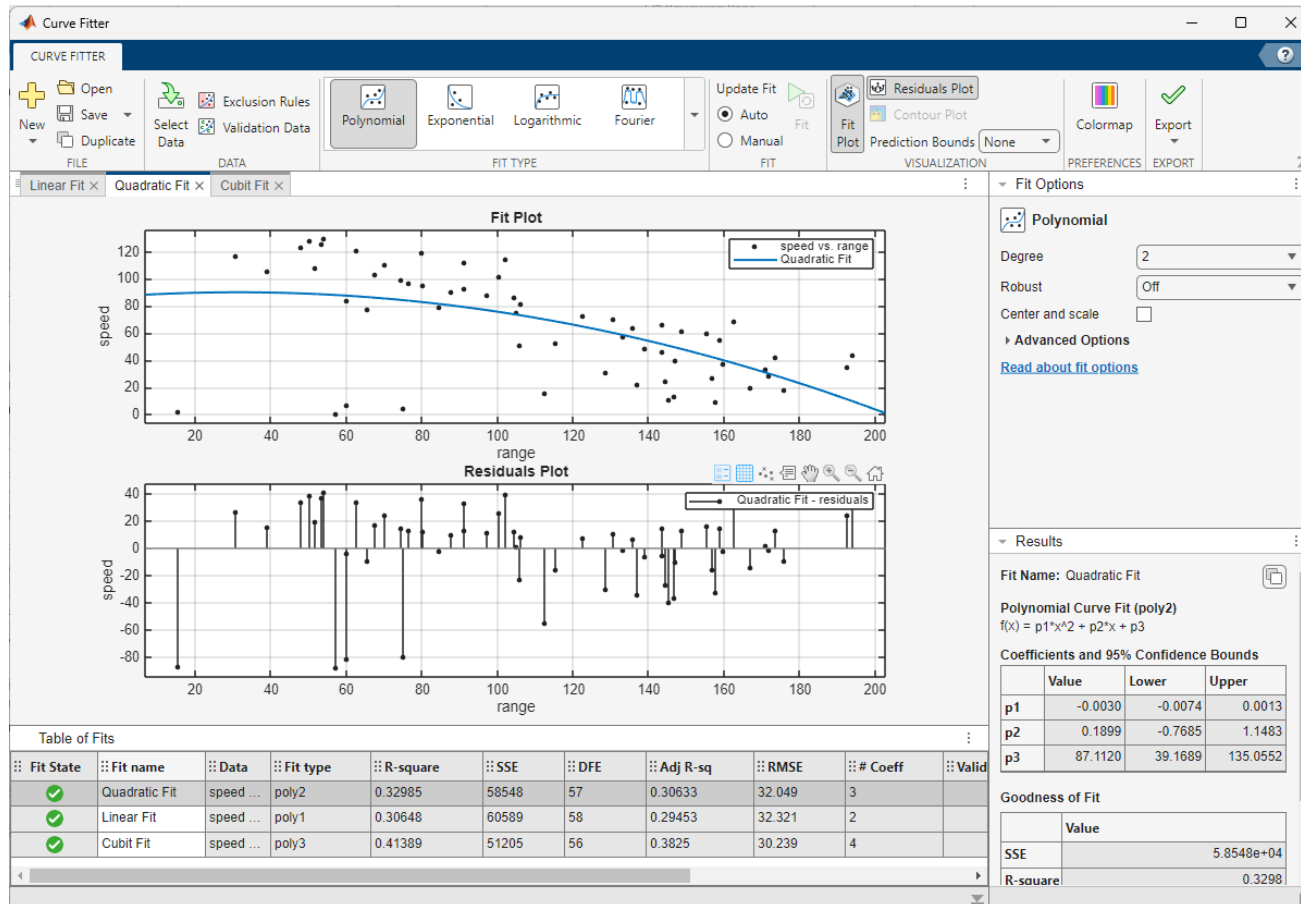 Curve Fitter
CURVE FITTER
?
New
Open
Save
Duplicate
FILE
Select Data
Exclusion Rules
Validation Data
DATA
Polynomial
Exponential
Logarithmic
Fourier
FIT TYPE
Update Fit
Auto
Manual
Fit
FIT
Fit Plot
Residuals Plot
Contour Plot
Prediction Bounds None
VISUALIZATION
Colormap
PREFERENCES
Export
EXPORT
Linear Fit × Quadratic Fit × Cubit Fit ×
Fit Plot
speed vs. range
Quadratic Fit
120
100
80
60
40
20
0
speed
20 40 60 80 100 120 140 160 180 200
range
Residuals Plot
Quadratic Fit - residuals
40
20
0
-20
-40
-60
-80
speed
20 40 60 80 100 120 140 160 180 200
range
Table of Fits
Fit State Fit name Data Fit type R-square SSE DFE Adj R-sq RMSE # Coeff Valid
Quadratic Fit speed ... poly2 0.32985 58548 57 0.30633 32.049 3
Linear Fit speed ... poly1 0.30648 60589 58 0.29453 32.321 2
Cubit Fit speed ... poly3 0.41389 51205 56 0.3825 30.239 4
Fit Options
Polynomial
Degree 2
Robust Off
Center and scale
Advanced Options
Read about fit options
Results
Fit Name: Quadratic Fit
Polynomial Curve Fit (poly2)
f(x) = p1*x^2 + p2*x + p3
Coefficients and 95% Confidence Bounds
Value Lower Upper
p1 -0.0030 -0.0074 0.0013
p2 0.1899 -0.7685 1.1483
p3 87.1120 39.1689 135.0552
Goodness of Fit
Value
SSE 5.8548e+04
R-square 0.3298